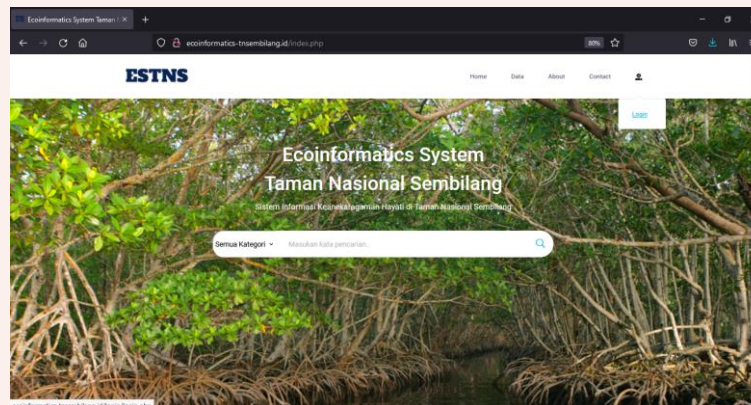 Ecoinformatics System Taman
ecoinformatics-tnsembilang.id/index.php
80%
ESTNS
Home Data About Contact
Login
Ecoinformatics System
Taman Nasional Sembilang
Sistem Informasi Keanekaragaman Hayati di Taman Nasional Sembilang
Semua Kategori Masukan kata pencarian..